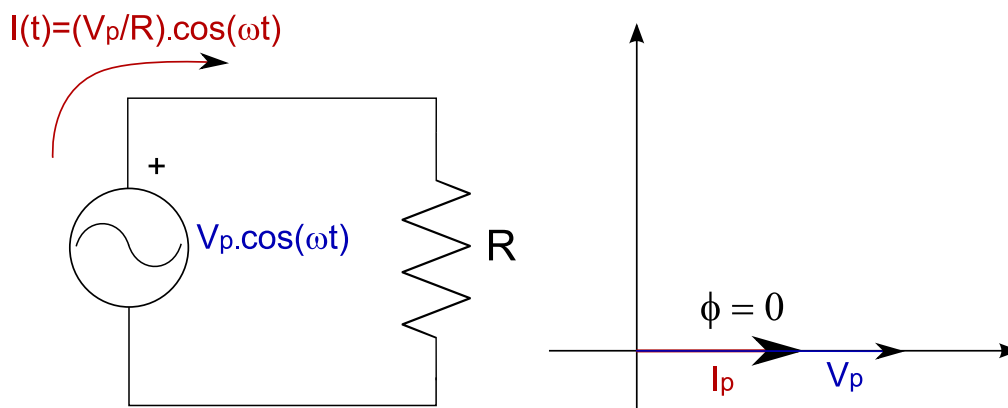 I(t)=(Vp/R).cos(ωt)
+
Vp.cos(ωt)
R
ϕ = 0
Ip
Vp